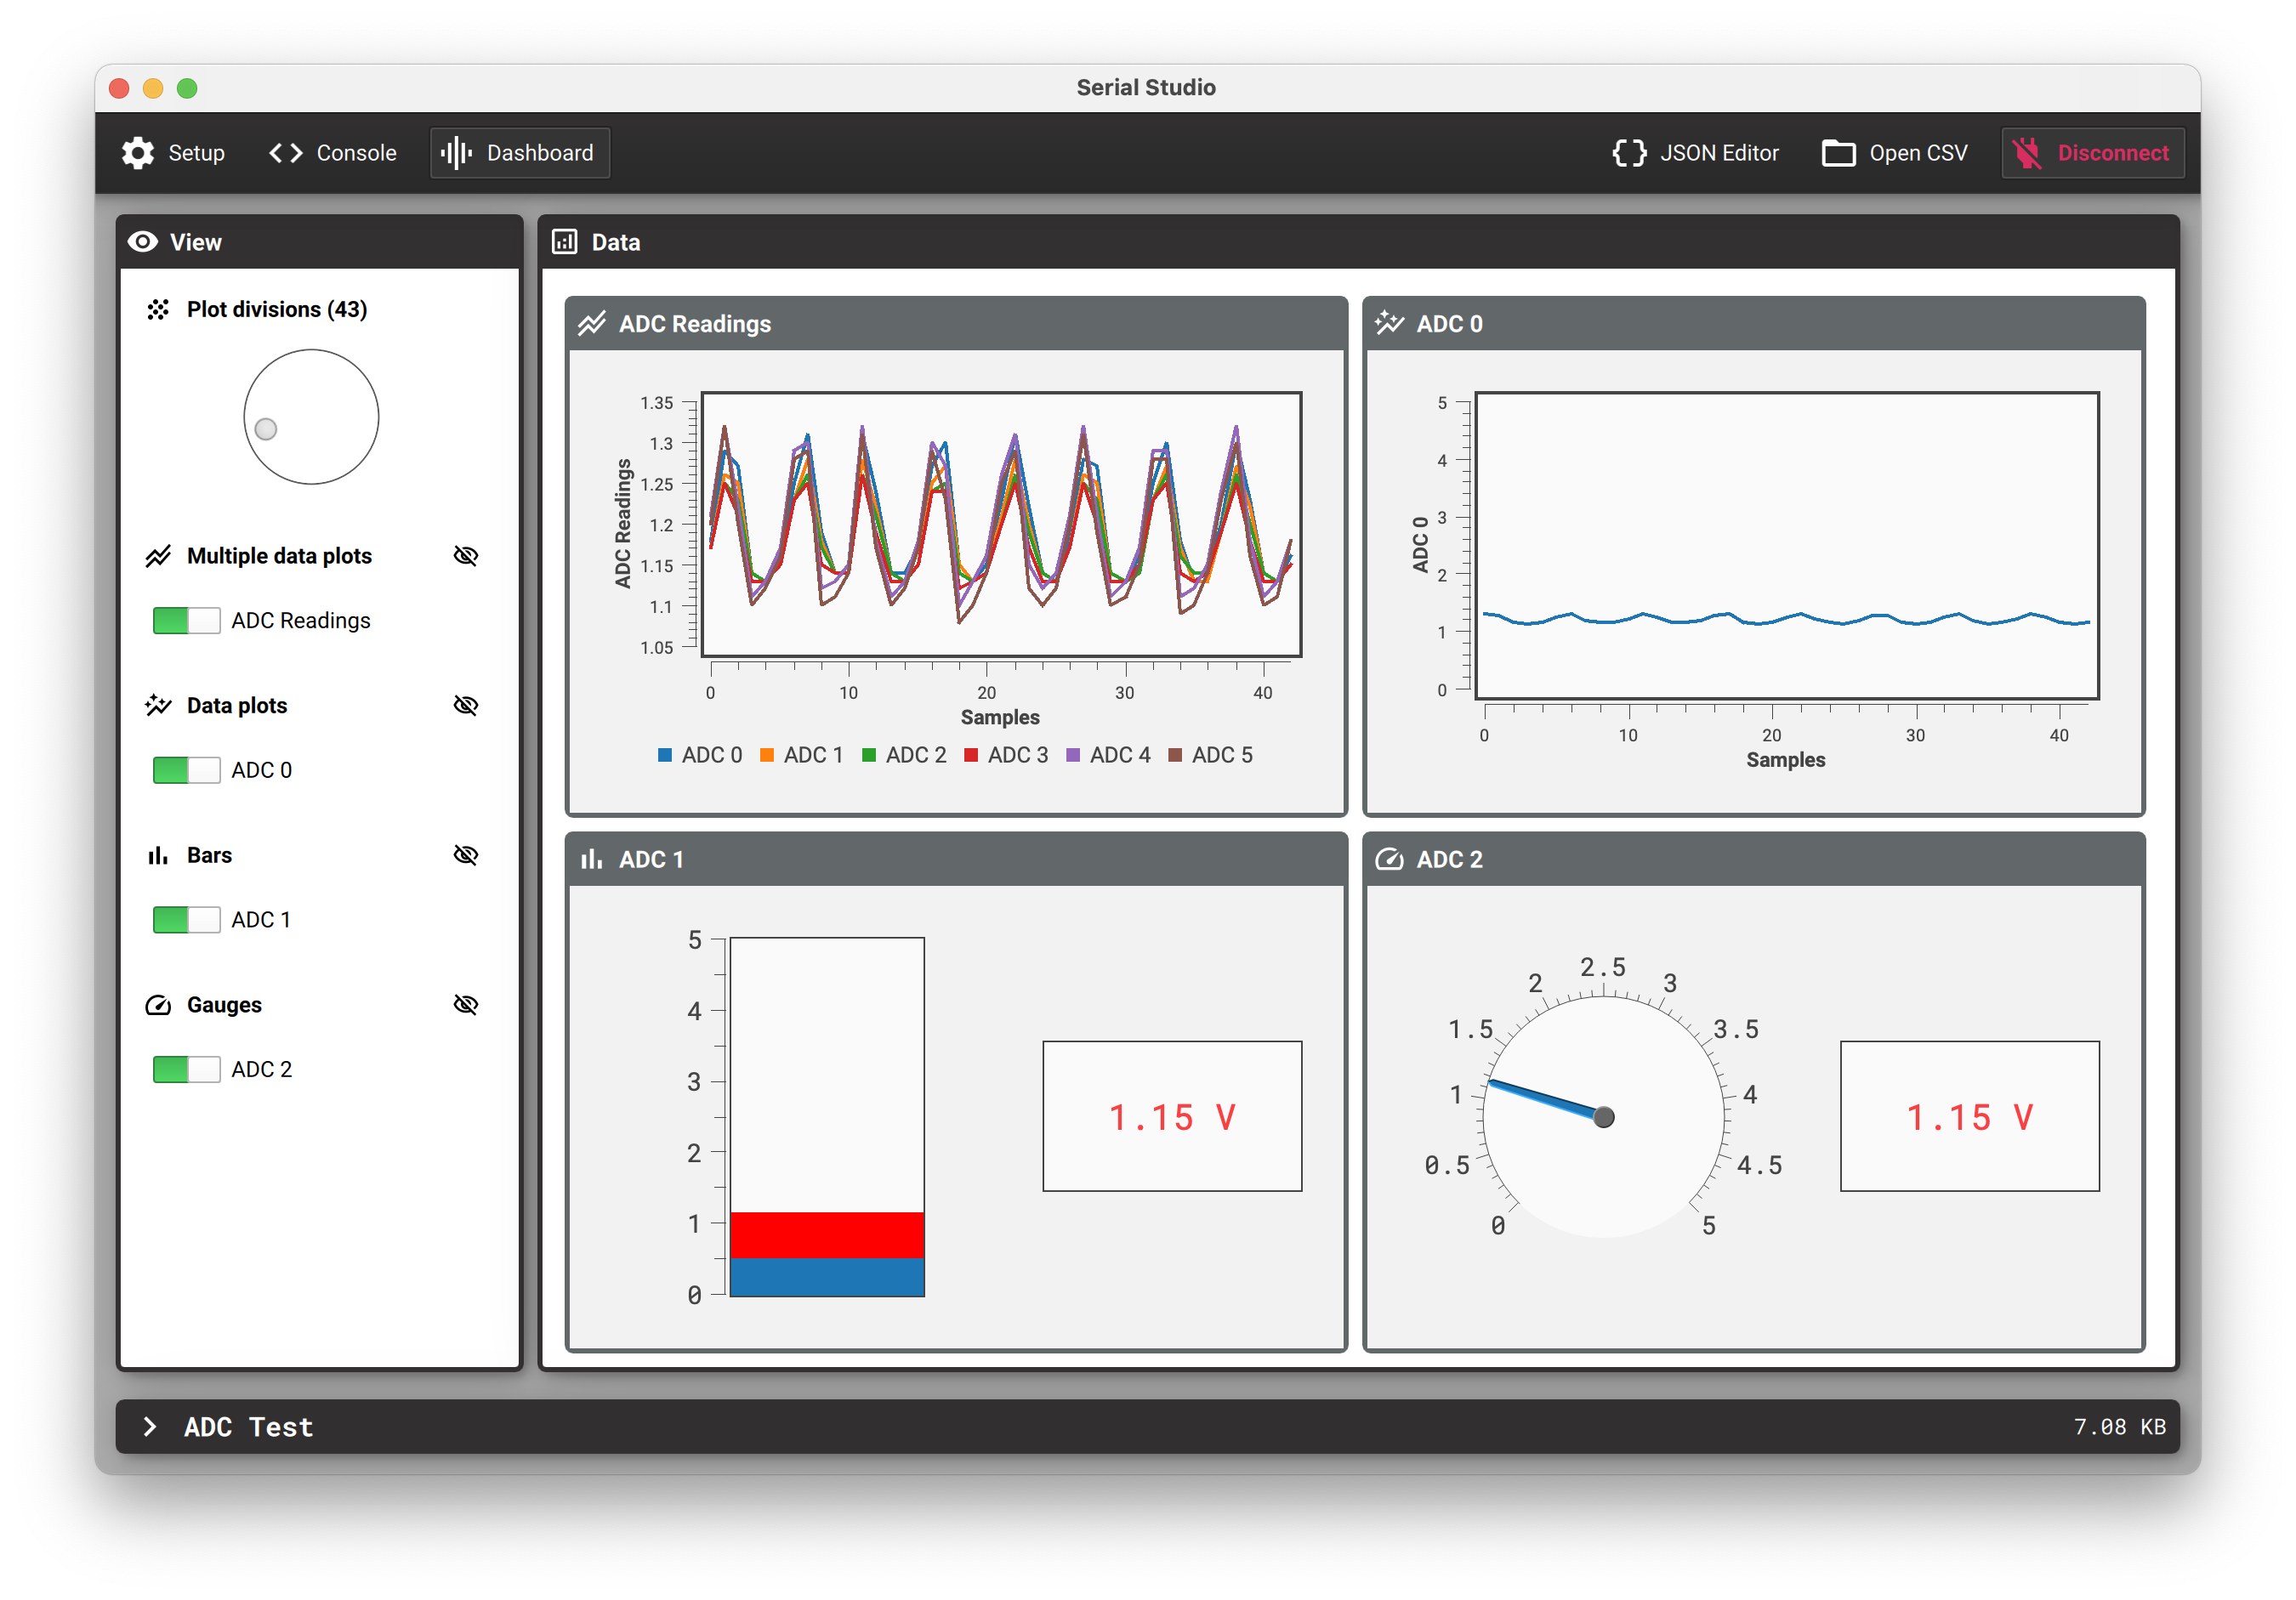 Serial Studio
Setup
Console
Dashboard
JSON Editor
Open CSV
Disconnect
View
Plot divisions (43)
Multiple data plots
ADC Readings
Data plots
ADC 0
Bars
ADC 1
Gauges
ADC 2
Data
ADC Readings
ADC Readings
1.35
1.3
1.25
1.2
1.15
1.1
1.05
0 10 20 30 40
Samples
ADC 0 ADC 1 ADC 2 ADC 3 ADC 4 ADC 5
ADC 0
ADC 0
5
4
3
2
1
0
0 10 20 30 40
Samples
ADC 1
5
4
3
2
1
0
1.15 V
ADC 2
0
0.5
1
1.5
2
2.5
3
3.5
4
4.5
5
1.15 V
ADC Test
7.08 KB